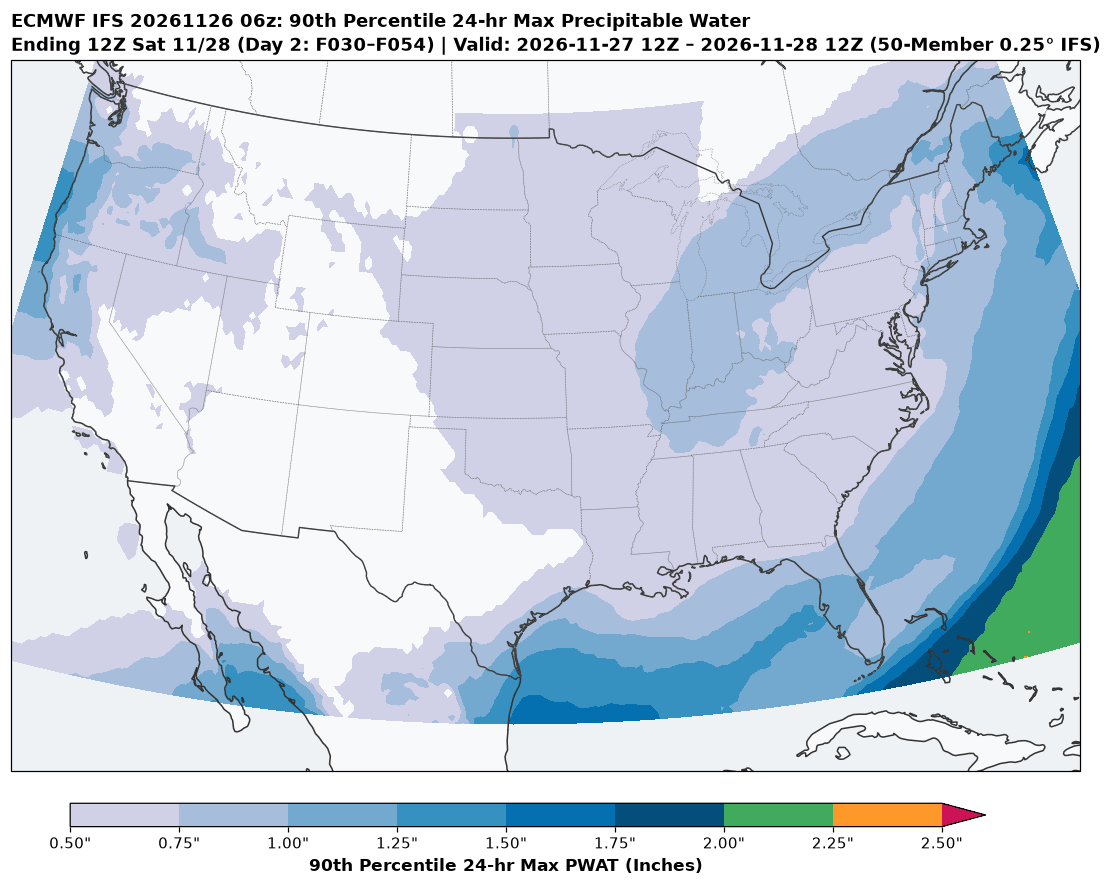 ECMWF IFS 20261126 06z: 90th Percentile 24-hr Max Precipitable Water
Ending 12Z Sat 11/28 (Day 2: F030–F054) | Valid: 2026-11-27 12Z – 2026-11-28 12Z (50-Member 0.25° IFS)
0.50" 0.75" 1.00" 1.25" 1.50" 1.75" 2.00" 2.25" 2.50"
90th Percentile 24-hr Max PWAT (Inches)